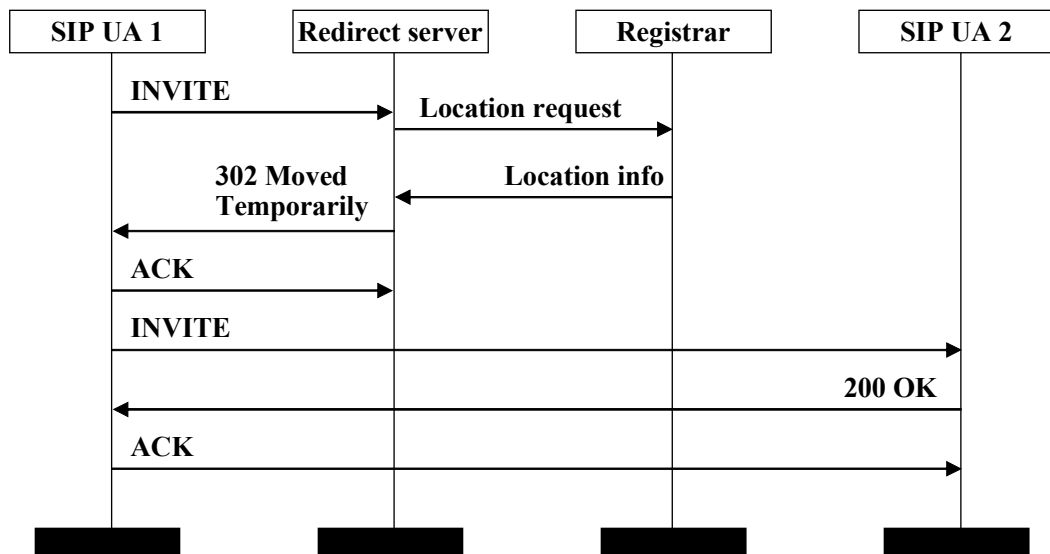 SIP UA 1
Redirect server
Registrar
SIP UA 2
INVITE
Location request
302 Moved
Temporarily
Location info
ACK
INVITE
200 OK
ACK